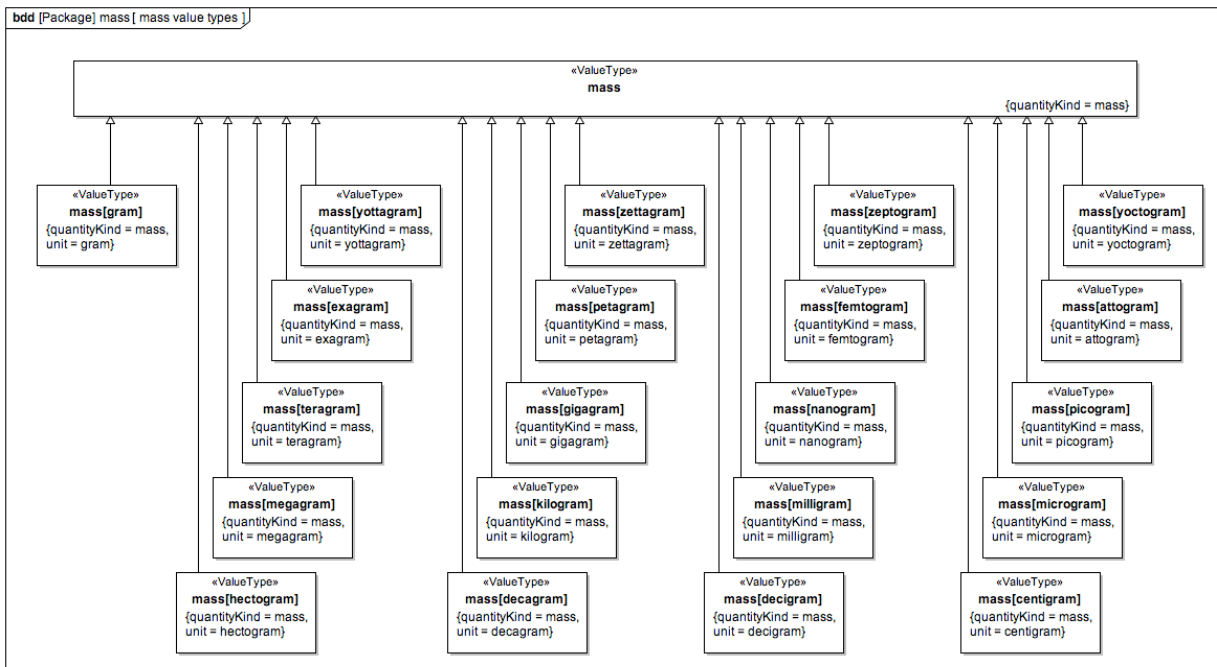 bdd [Package] mass[ mass value types ]
«ValueType»
mass
{quantityKind = mass}
«ValueType»
mass[gram]
{quantityKind = mass,
unit = gram}
«ValueType»
mass[yottagram]
{quantityKind = mass,
unit = yottagram}
«ValueType»
mass[zettagram]
{quantityKind = mass,
unit = zettagram}
«ValueType»
mass[zeptogram]
{quantityKind = mass,
unit = zeptogram}
«ValueType»
mass[yoctogram]
{quantityKind = mass,
unit = yoctogram}
«ValueType»
mass[exagram]
{quantityKind = mass,
unit = exagram}
«ValueType»
mass[petagram]
{quantityKind = mass,
unit = petagram}
«ValueType»
mass[femtogram]
{quantityKind = mass,
unit = femtogram}
«ValueType»
mass[attogram]
{quantityKind = mass,
unit = attogram}
«ValueType»
mass[teragram]
{quantityKind = mass,
unit = teragram}
«ValueType»
mass[gigagram]
{quantityKind = mass,
unit = gigagram}
«ValueType»
mass[nanogram]
{quantityKind = mass,
unit = nanogram}
«ValueType»
mass[picogram]
{quantityKind = mass,
unit = picogram}
«ValueType»
mass[megagram]
{quantityKind = mass,
unit = megagram}
«ValueType»
mass[kilogram]
{quantityKind = mass,
unit = kilogram}
«ValueType»
mass[milligram]
{quantityKind = mass,
unit = milligram}
«ValueType»
mass[microgram]
{quantityKind = mass,
unit = microgram}
«ValueType»
mass[hectogram]
{quantityKind = mass,
unit = hectogram}
«ValueType»
mass[decagram]
{quantityKind = mass,
unit = decagram}
«ValueType»
mass[decigram]
{quantityKind = mass,
unit = decigram}
«ValueType»
mass[centigram]
{quantityKind = mass,
unit = centigram}